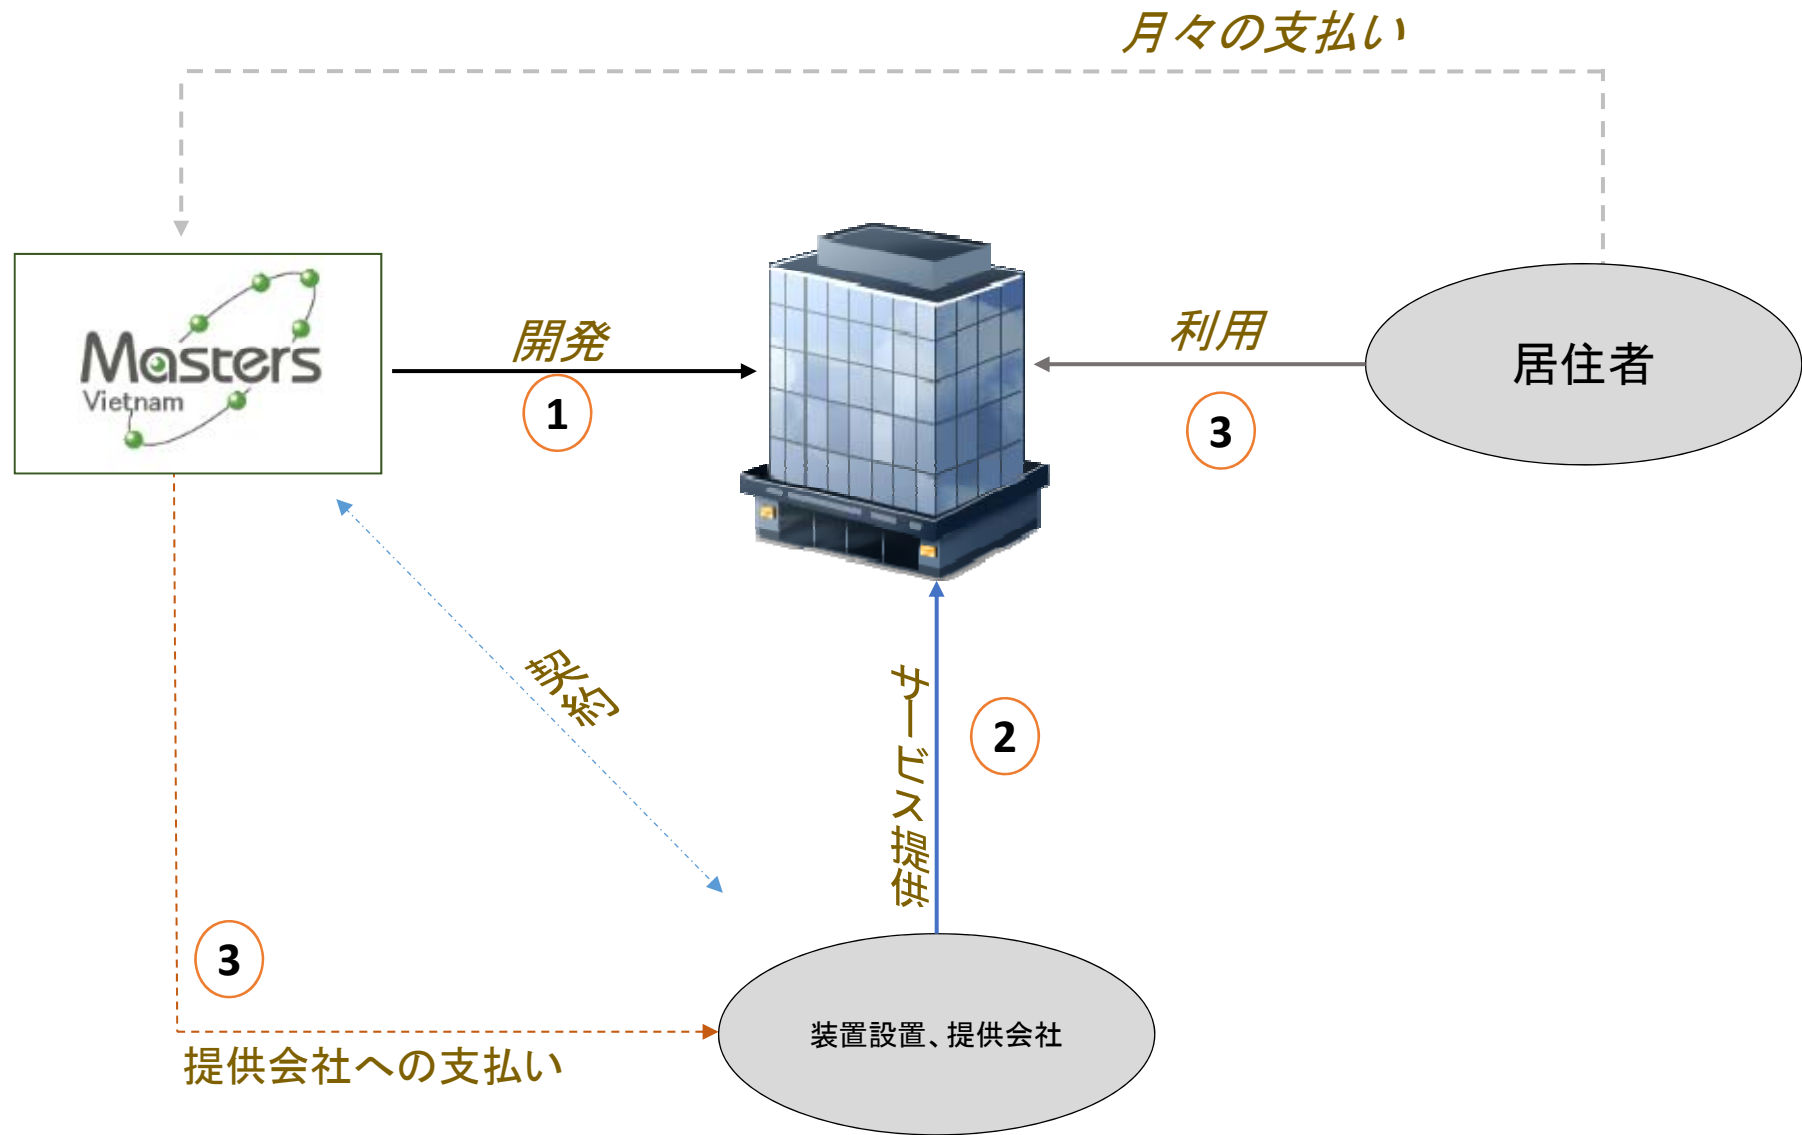 月々の支払い
Masters
Vietnam
開発
1
利用
3
居住者
契約
サービス提供
2
3
提供会社への支払い
装置設置、提供会社